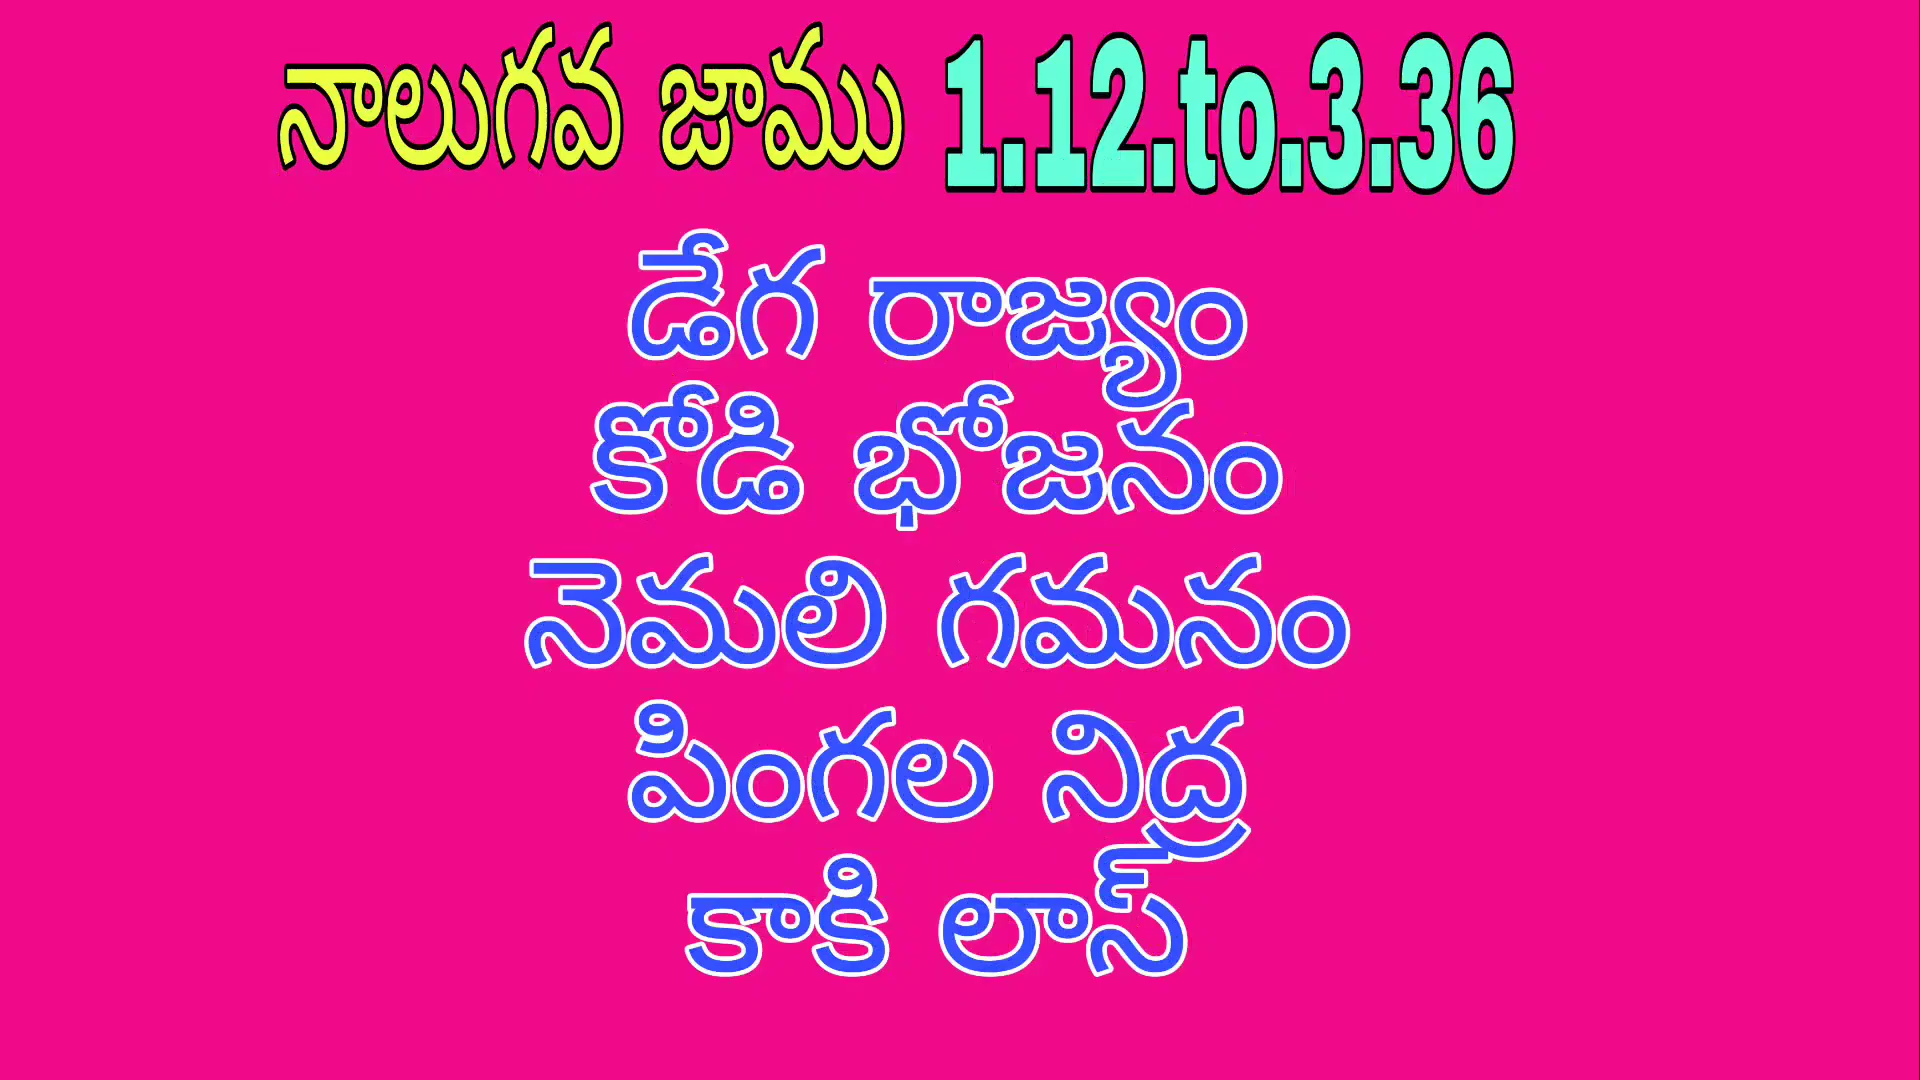 నాలుగవ జాము 1.12.to.3.36
డేగ రాజ్యం
కోడి భోజనం
నెమలి గమనం
పింగల నిద్ర
కాకి లాస్